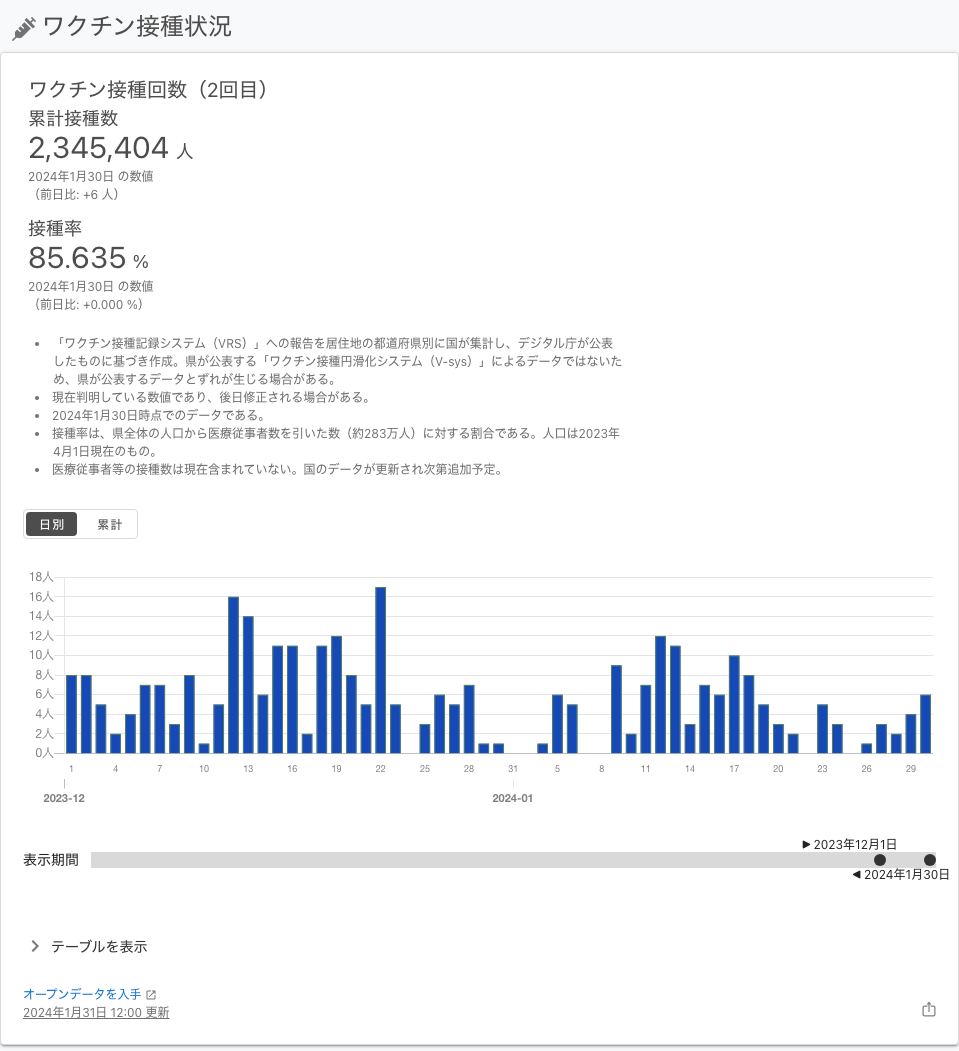 ワクチン接種状況
ワクチン接種回数（2回目）
累計接種数
2,345,404 人
2024年1月30日 の数値
（前日比: +6 人）
接種率
85.635 %
2024年1月30日 の数値
（前日比: +0.000 %）
• 「ワクチン接種記録システム（VRS）」への報告を居住地の都道府県別に国が集計し、デジタル庁が公表
したものに基づき作成。県が公表する「ワクチン接種円滑化システム（V-sys）」によるデータではないた
め、県が公表するデータとずれが生じる場合がある。
• 現在判明している数値であり、後日修正される場合がある。
• 2024年1月30日時点でのデータである。
• 接種率は、県全体の人口から医療従事者数を引いた数（約283万人）に対する割合である。人口は2023年
4月1日現在のもの。
• 医療従事者等の接種数は現在含まれていない。国のデータが更新され次第追加予定。
日別 累計
18人
16人
14人
12人
10人
8人
6人
4人
2人
0人
1 4 7 10 13 16 19 22 25 28 31 5 8 11 14 17 20 23 26 29
2023-12 2024-01
▶ 2023年12月1日
表示期間
◀ 2024年1月30日
テーブルを表示
オープンデータを入手
2024年1月31日 12:00 更新